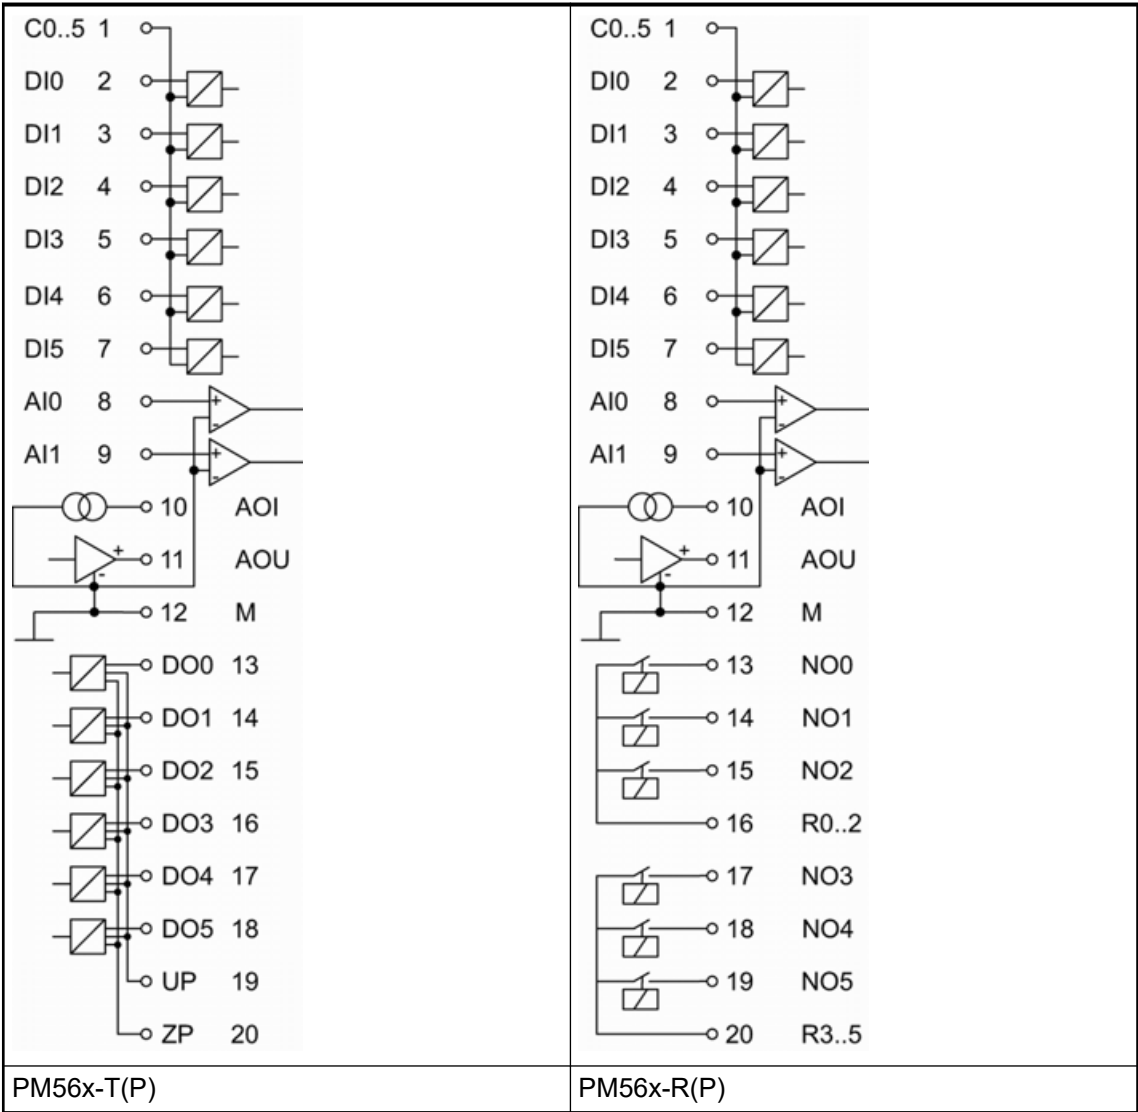 C0..5 1
DI0 2
DI1 3
DI2 4
DI3 5
DI4 6
DI5 7
AI0 8
+
-
AI1 9
+
-
10 AOI
+
-
11 AOU
12 M
DO0 13
DO1 14
DO2 15
DO3 16
DO4 17
DO5 18
UP 19
ZP 20
PM56x-T(P)
C0..5 1
DI0 2
DI1 3
DI2 4
DI3 5
DI4 6
DI5 7
AI0 8
+
-
AI1 9
+
-
10 AOI
+
-
11 AOU
12 M
13 NO0
14 NO1
15 NO2
16 R0..2
17 NO3
18 NO4
19 NO5
20 R3..5
PM56x-R(P)